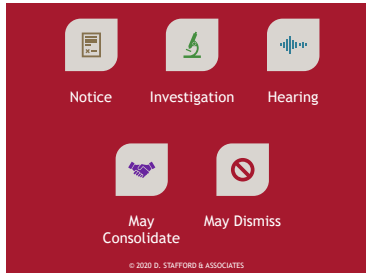 Notice
Investigation
Hearing
May
Consolidate
May Dismiss
© 2020 D. STAFFORD & ASSOCIATES